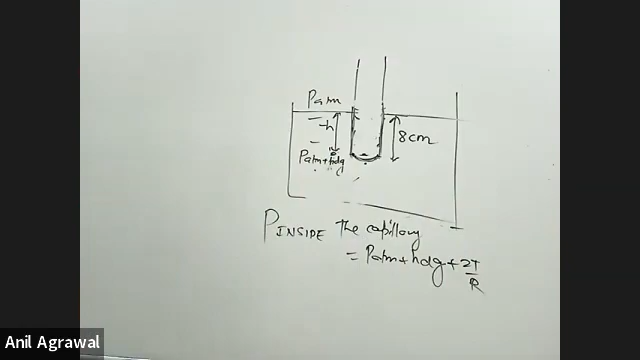 Patm
h
8cm
Patm+hdg
PINSIDE The capillary
= Patm+hdg+2T/R
Anil Agrawal